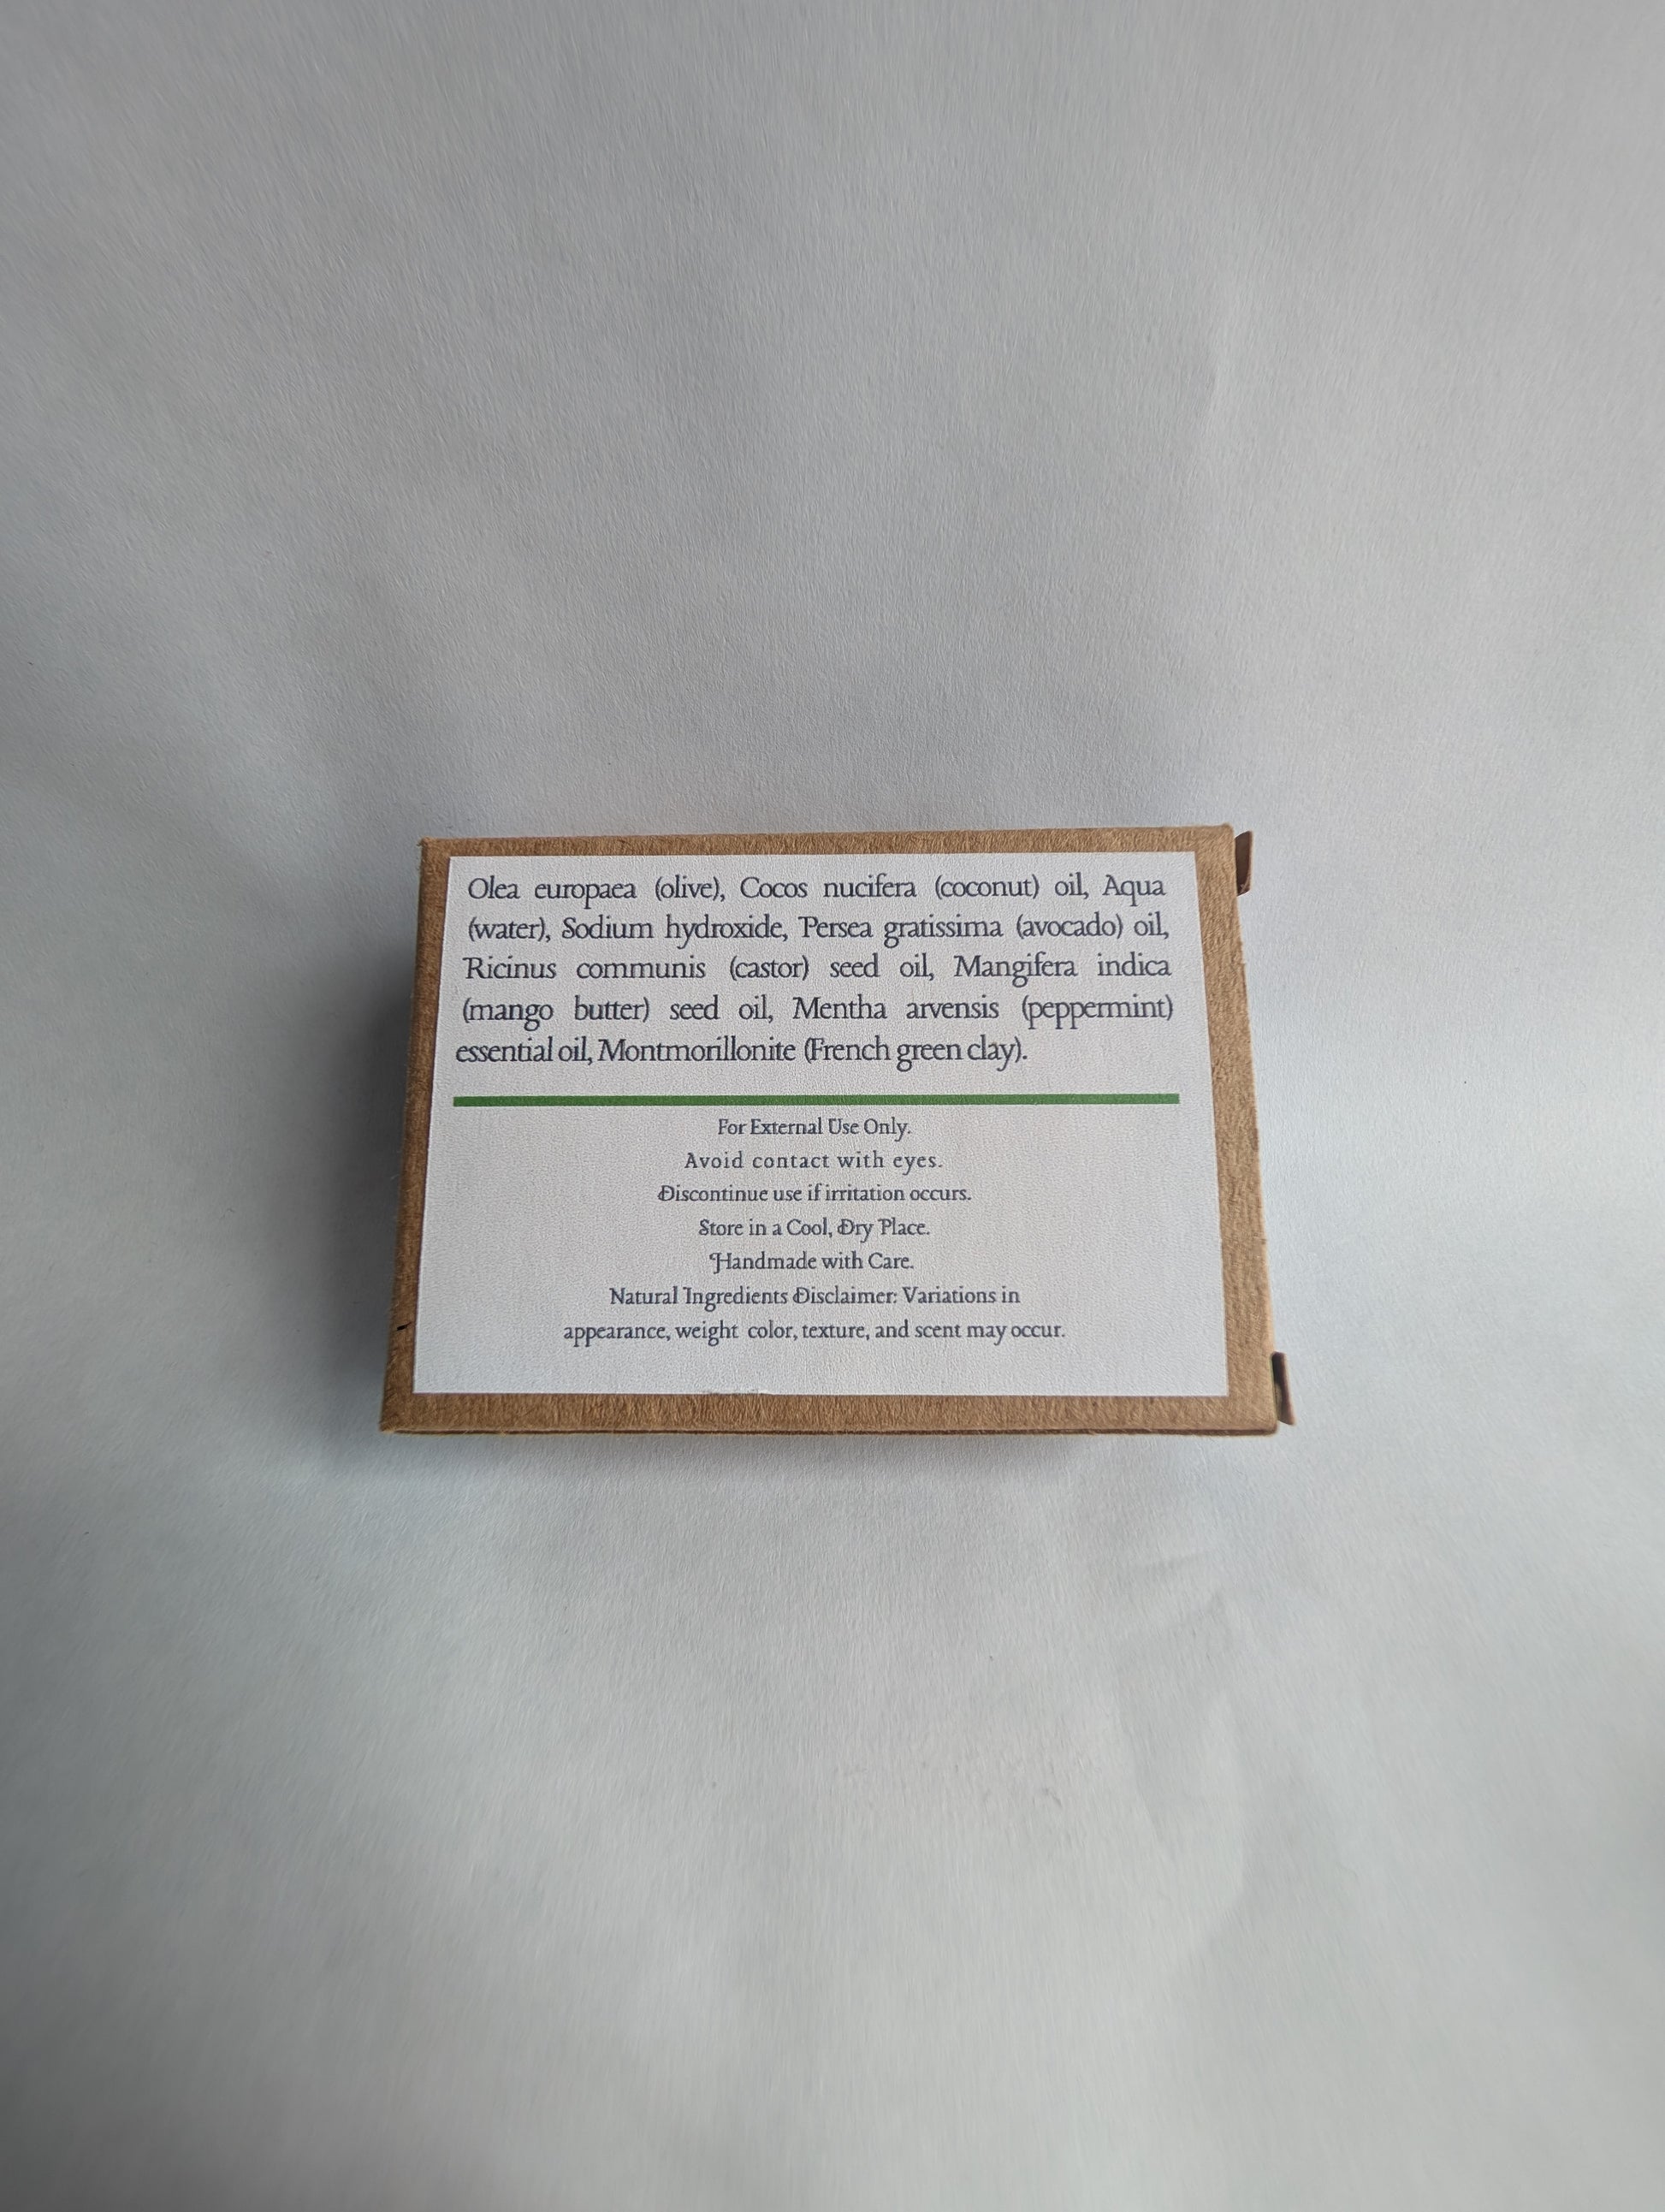 Olea europaea (olive), Cocos nucifera (coconut) oil, Aqua
(water), Sodium hydroxide, Persea gratissima (avocado) oil,
Ricinus communis (castor) seed oil, Mangifera indica
(mango butter) seed oil, Mentha arvensis (peppermint)
essential oil, Montmorillonite (French green clay).
For External Use Only.
Avoid contact with eyes.
Discontinue use if irritation occurs.
Store in a Cool, Dry Place.
Handmade with Care.
Natural Ingredients Disclaimer: Variations in
appearance, weight color, texture, and scent may occur.